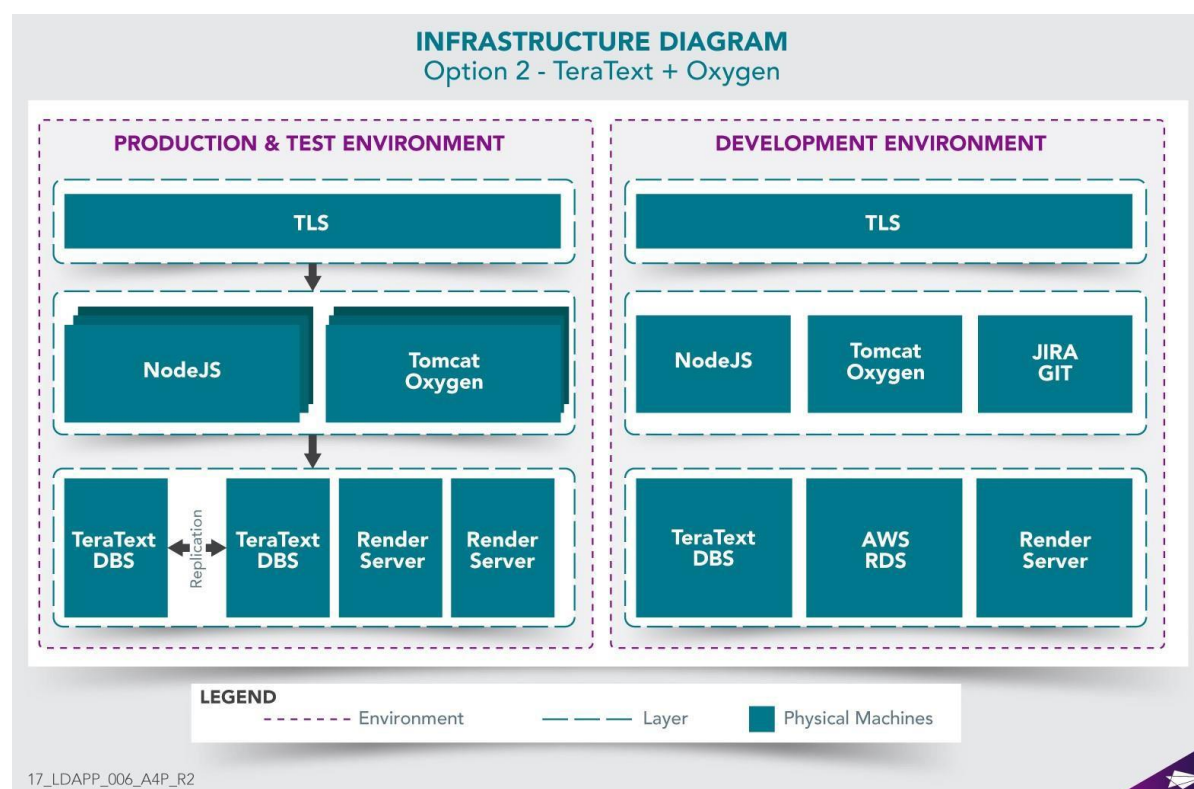 INFRASTRUCTURE DIAGRAM
Option 2 - TeraText + Oxygen
PRODUCTION & TEST ENVIRONMENT
TLS
NodeJS
Tomcat
Oxygen
TeraText
DBS
Replication
TeraText
DBS
Render
Server
Render
Server
DEVELOPMENT ENVIRONMENT
TLS
NodeJS
Tomcat
Oxygen
JIRA
GIT
TeraText
DBS
AWS
RDS
Render
Server
LEGEND
Environment
Layer
Physical Machines
17_LDAPP_006_A4P_R2